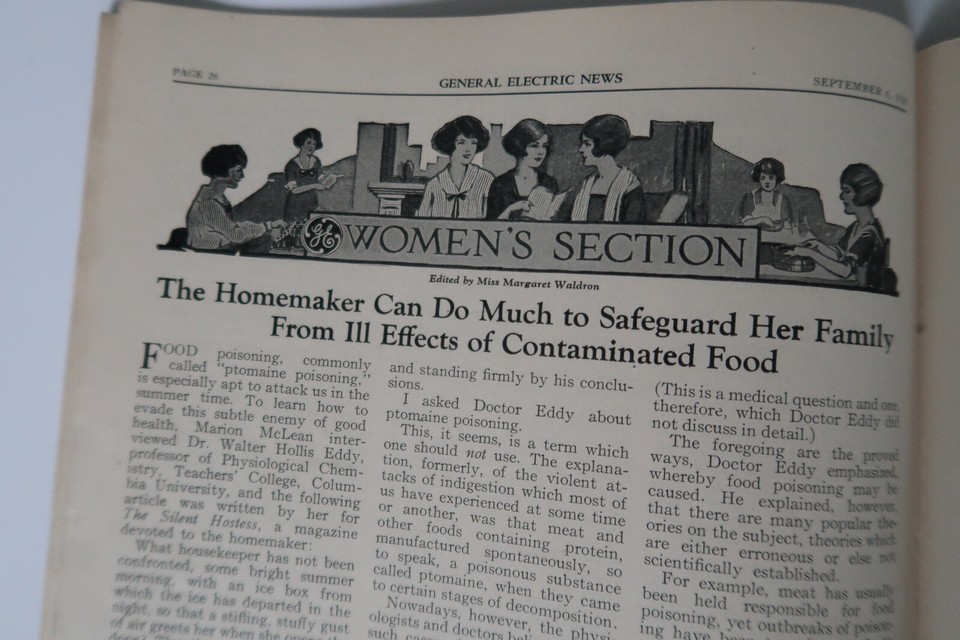 PAGE 26
GENERAL ELECTRIC NEWS
SEPTEMBER 6,
GE WOMEN'S SECTION
Edited by Miss Margaret Waldron
The Homemaker Can Do Much to Safeguard Her Family
From Ill Effects of Contaminated Food
FOOD poisoning, commonly
called "ptomaine poisoning,"
is especially apt to attack us in the
summer time. To learn how to
evade this subtle enemy of good
health, Marion McLean inter-
viewed Dr. Walter Hollis Eddy,
professor of Physiological Chem-
istry, Teachers' College, Colum-
bia University, and the following
article was written by her for
The Silent Hostess, a magazine
devoted to the homemaker:
What housekeeper has not been
confronted, some bright summer
morning, with an ice box from
which the ice has departed in the
night, so that a stifling, stuffy gust
of air greets her when she opens the
and standing firmly by his conclu-
sions.
I asked Doctor Eddy about
ptomaine poisoning.
This, it seems, is a term which
one should not use. The explana-
tion, formerly, of the violent at-
tacks of indigestion which most of
us have experienced at some time
or another, was that meat and
other foods containing protein,
manufactured spontaneously, so
to speak, a poisonous substance
called ptomaine, when they came
to certain stages of decomposition.
Nowadays, however, the physi-
ologists and doctors
such
(This is a medical question and one,
therefore, which Doctor Eddy did
not discuss in detail.)
The foregoing are the proved
ways, Doctor Eddy emphasized,
whereby food poisoning may be
caused. He explained, however,
that there are many popular the-
ories on the subject, theories which
are either erroneous or else not
scientifically established.
For example, meat has usually
been held responsible for food
poisoning, yet outbreaks of poison-
ing have been